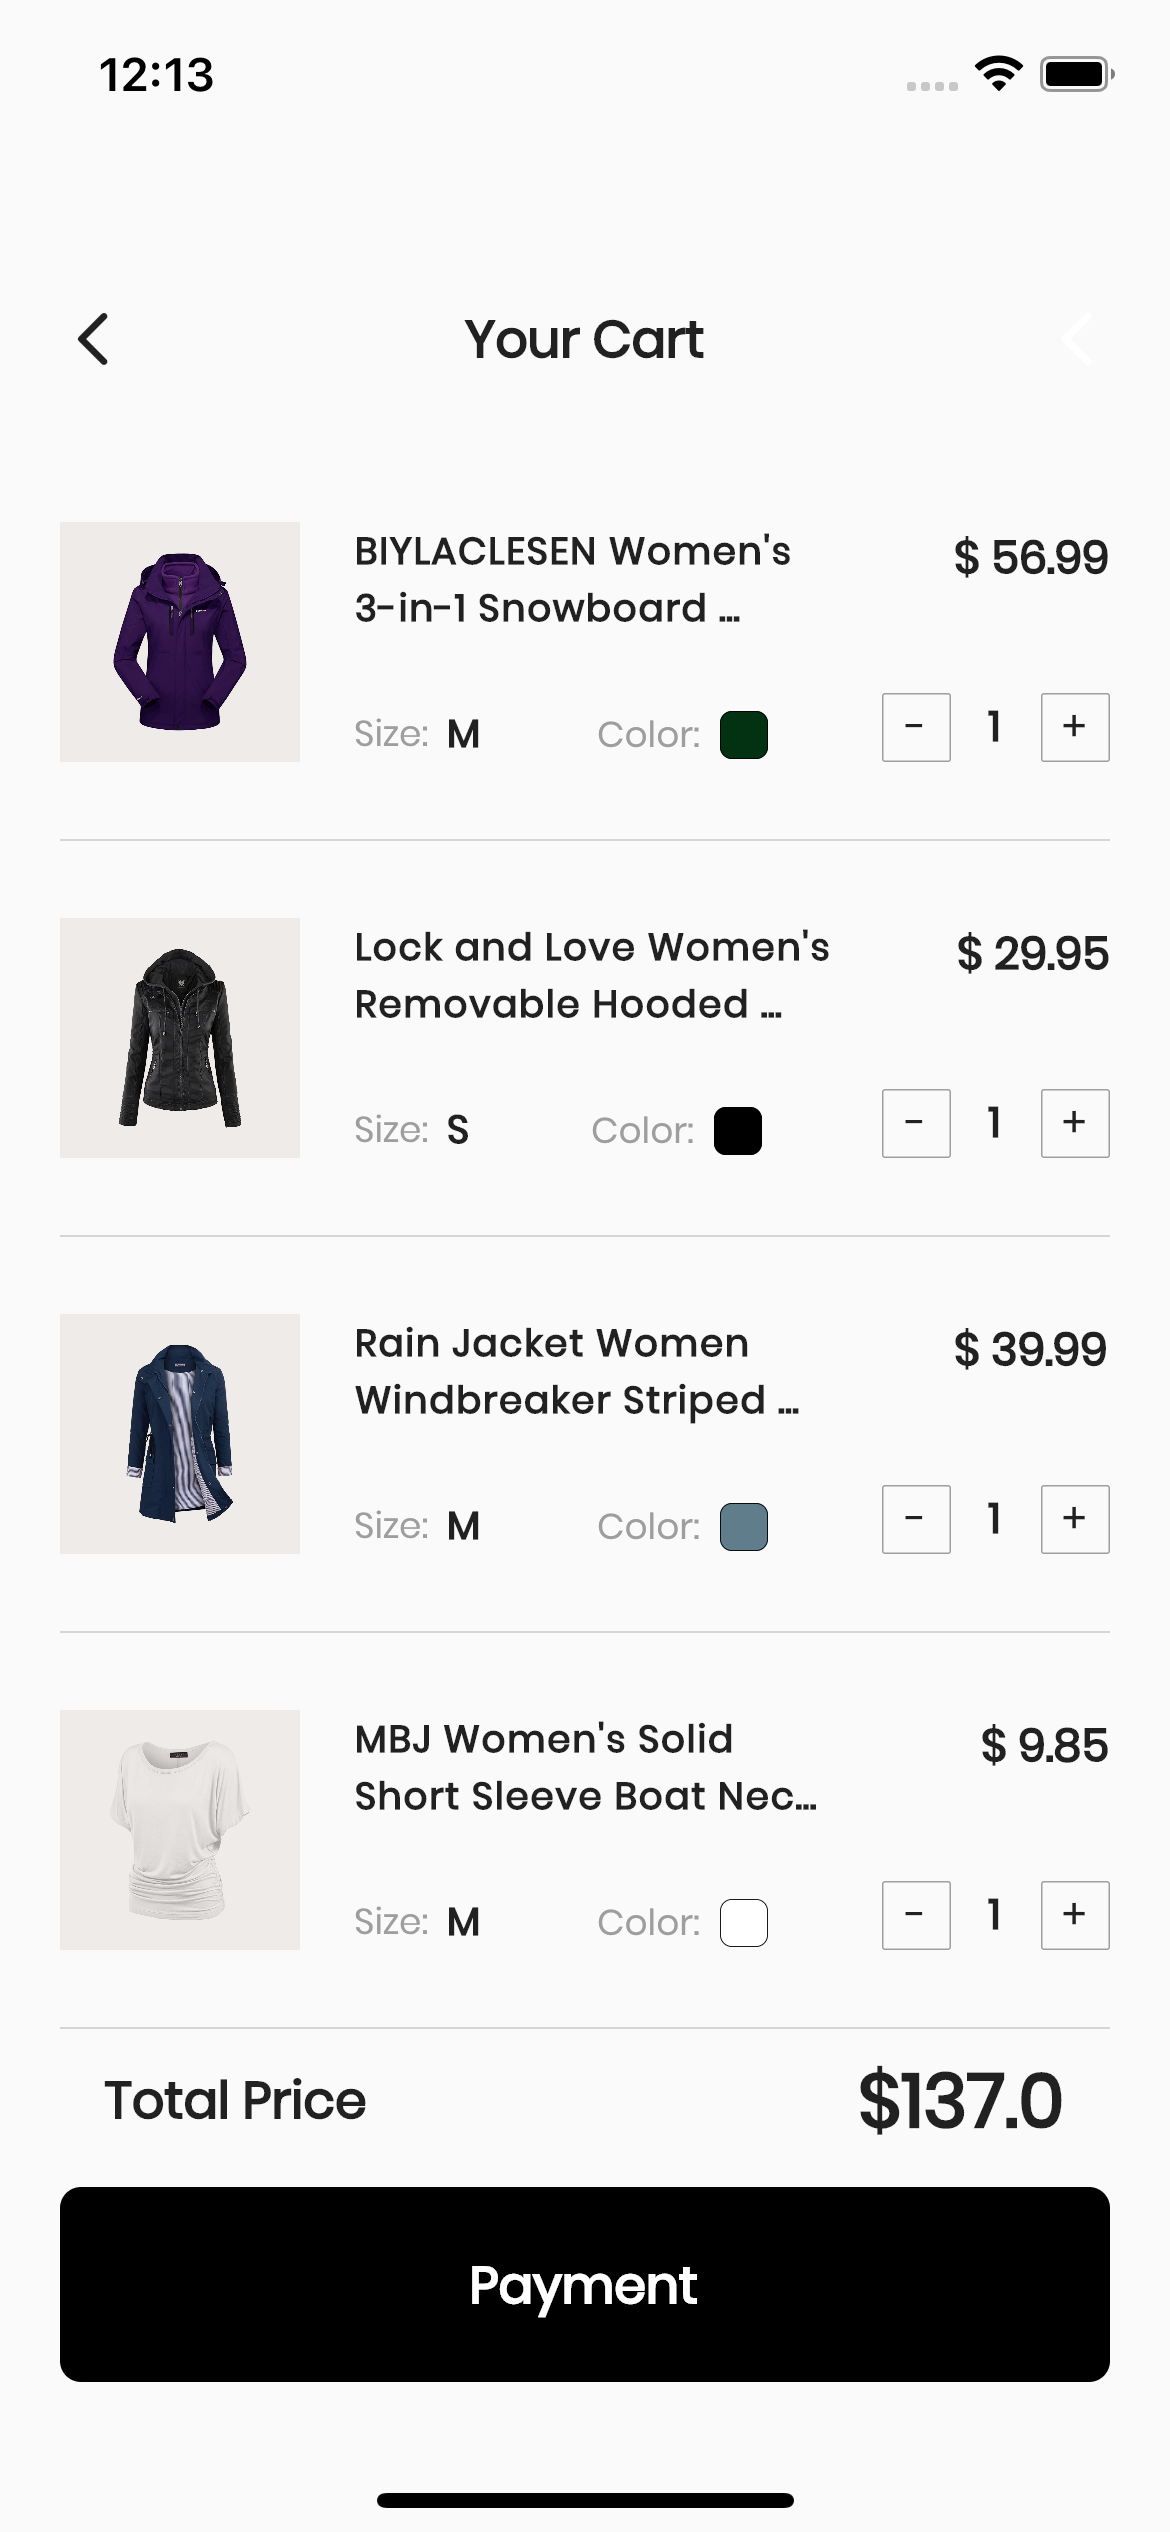 12:13
Your Cart
BIYLACLESEN Women's
3-in-1 Snowboard ...
$ 56.99
Size: M
Color:
- 1 +
Lock and Love Women's
Removable Hooded ...
$ 29.95
Size: S
Color:
- 1 +
Rain Jacket Women
Windbreaker Striped ...
$ 39.99
Size: M
Color:
- 1 +
MBJ Women's Solid
Short Sleeve Boat Nec...
$ 9.85
Size: M
Color:
- 1 +
Total Price
$137.0
Payment